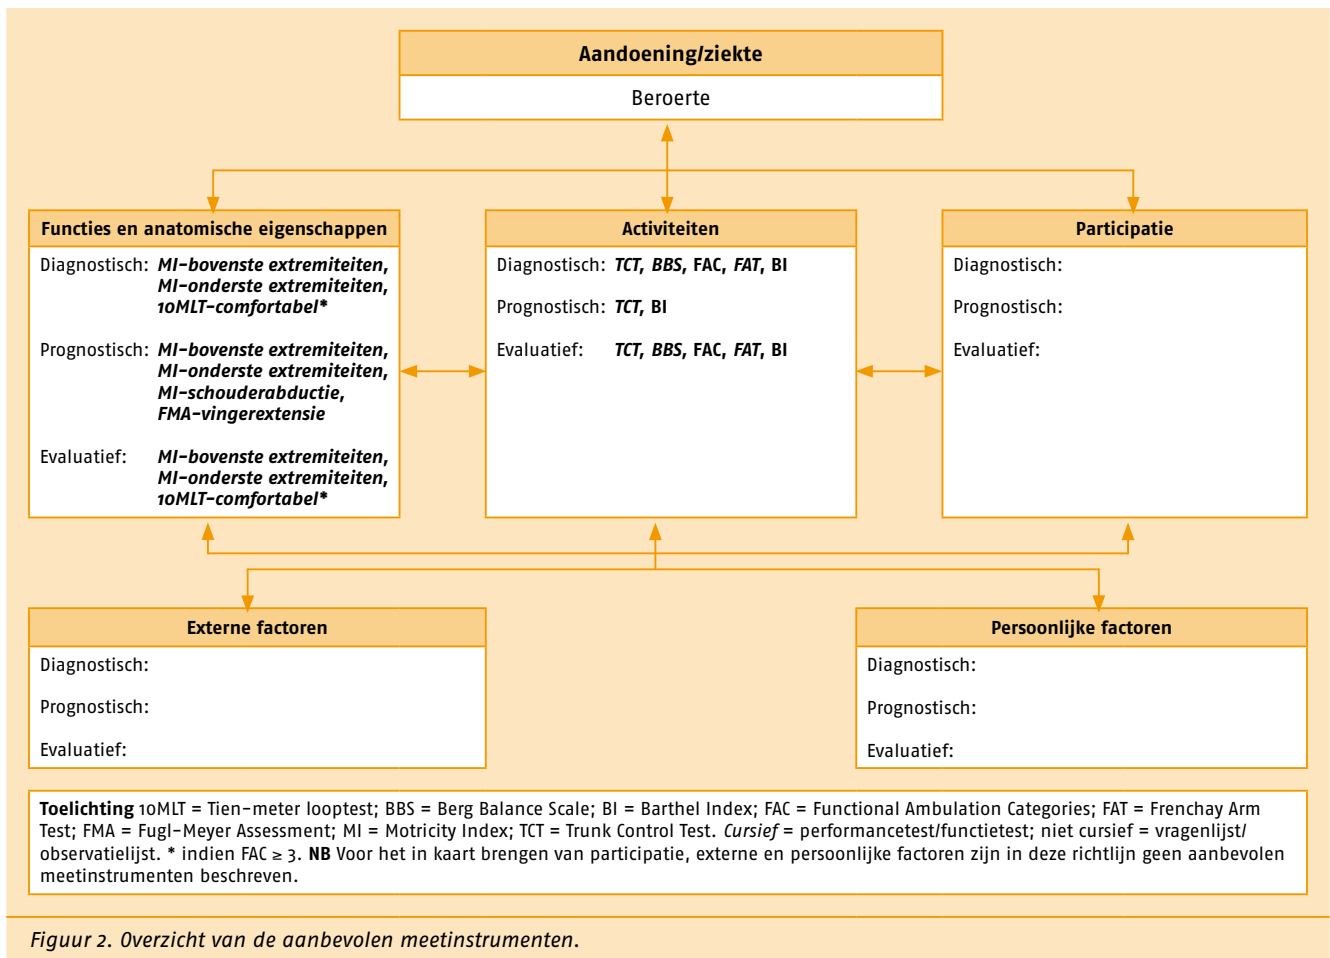 Aandoening/ziekte
Beroerte
Functies en anatomische eigenschappen
Diagnostisch: MI-bovenste extremiteiten,
MI-onderste extremiteiten,
10MLT-comfortabel*
Prognostisch: MI-bovenste extremiteiten,
MI-onderste extremiteiten,
MI-schouderabductie,
FMA-vingerextensie
Evaluatief: MI-bovenste extremiteiten,
MI-onderste extremiteiten,
10MLT-comfortabel*
Activiteiten
Diagnostisch: TCT, BBS, FAC, FAT, BI
Prognostisch: TCT, BI
Evaluatief: TCT, BBS, FAC, FAT, BI
Participatie
Diagnostisch:
Prognostisch:
Evaluatief:
Externe factoren
Diagnostisch:
Prognostisch:
Evaluatief:
Persoonlijke factoren
Diagnostisch:
Prognostisch:
Evaluatief:
Toelichting 10MLT = Tien-meter looptest; BBS = Berg Balance Scale; BI = Barthel Index; FAC = Functional Ambulation Categories; FAT = Frenchay Arm
Test; FMA = Fugl-Meyer Assessment; MI = Motricity Index; TCT = Trunk Control Test. Cursief = performancetest/functietest; niet cursief = vragenlijst/
observatielijst. * indien FAC ≥ 3. NB Voor het in kaart brengen van participatie, externe en persoonlijke factoren zijn in deze richtlijn geen aanbevolen
meetinstrumenten beschreven.
Figuur 2. Overzicht van de aanbevolen meetinstrumenten.